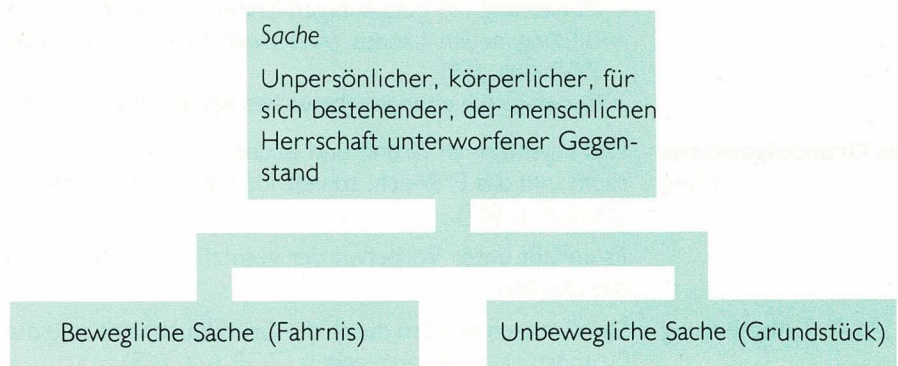 Sache
Unpersönlicher, körperlicher, für
sich bestehender, der menschlichen
Herrschaft unterworfener Gegen-
stand
Bewegliche Sache (Fahrnis)
Unbewegliche Sache (Grundstück)